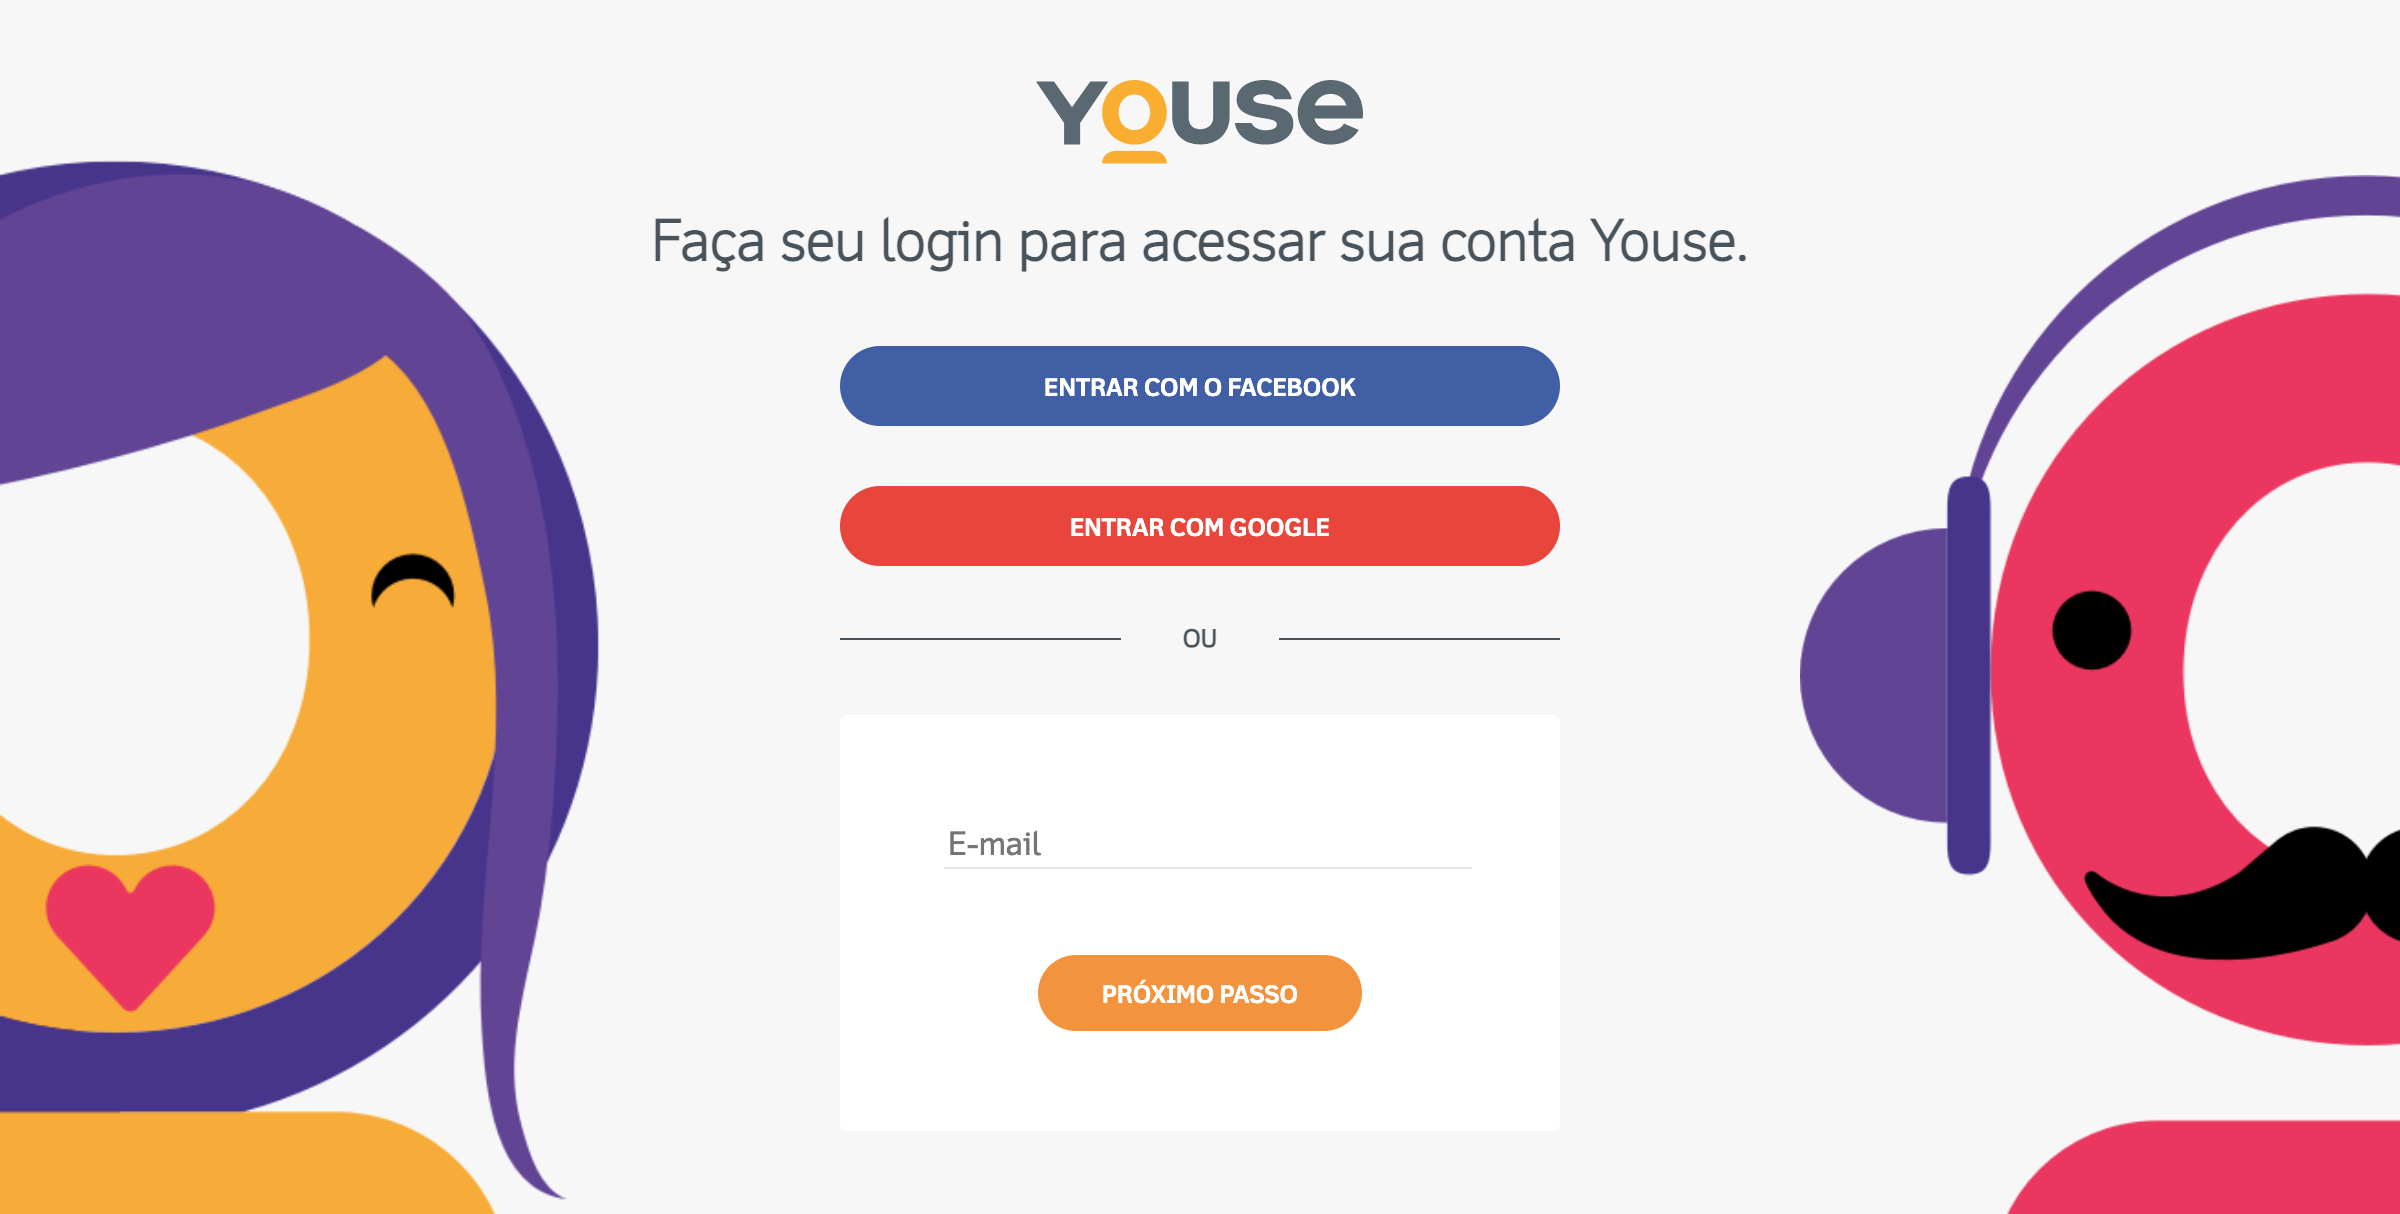 Youse
Faça seu login para acessar sua conta Youse.
ENTRAR COM O FACEBOOK
ENTRAR COM GOOGLE
OU
E-mail
PRÓXIMO PASSO